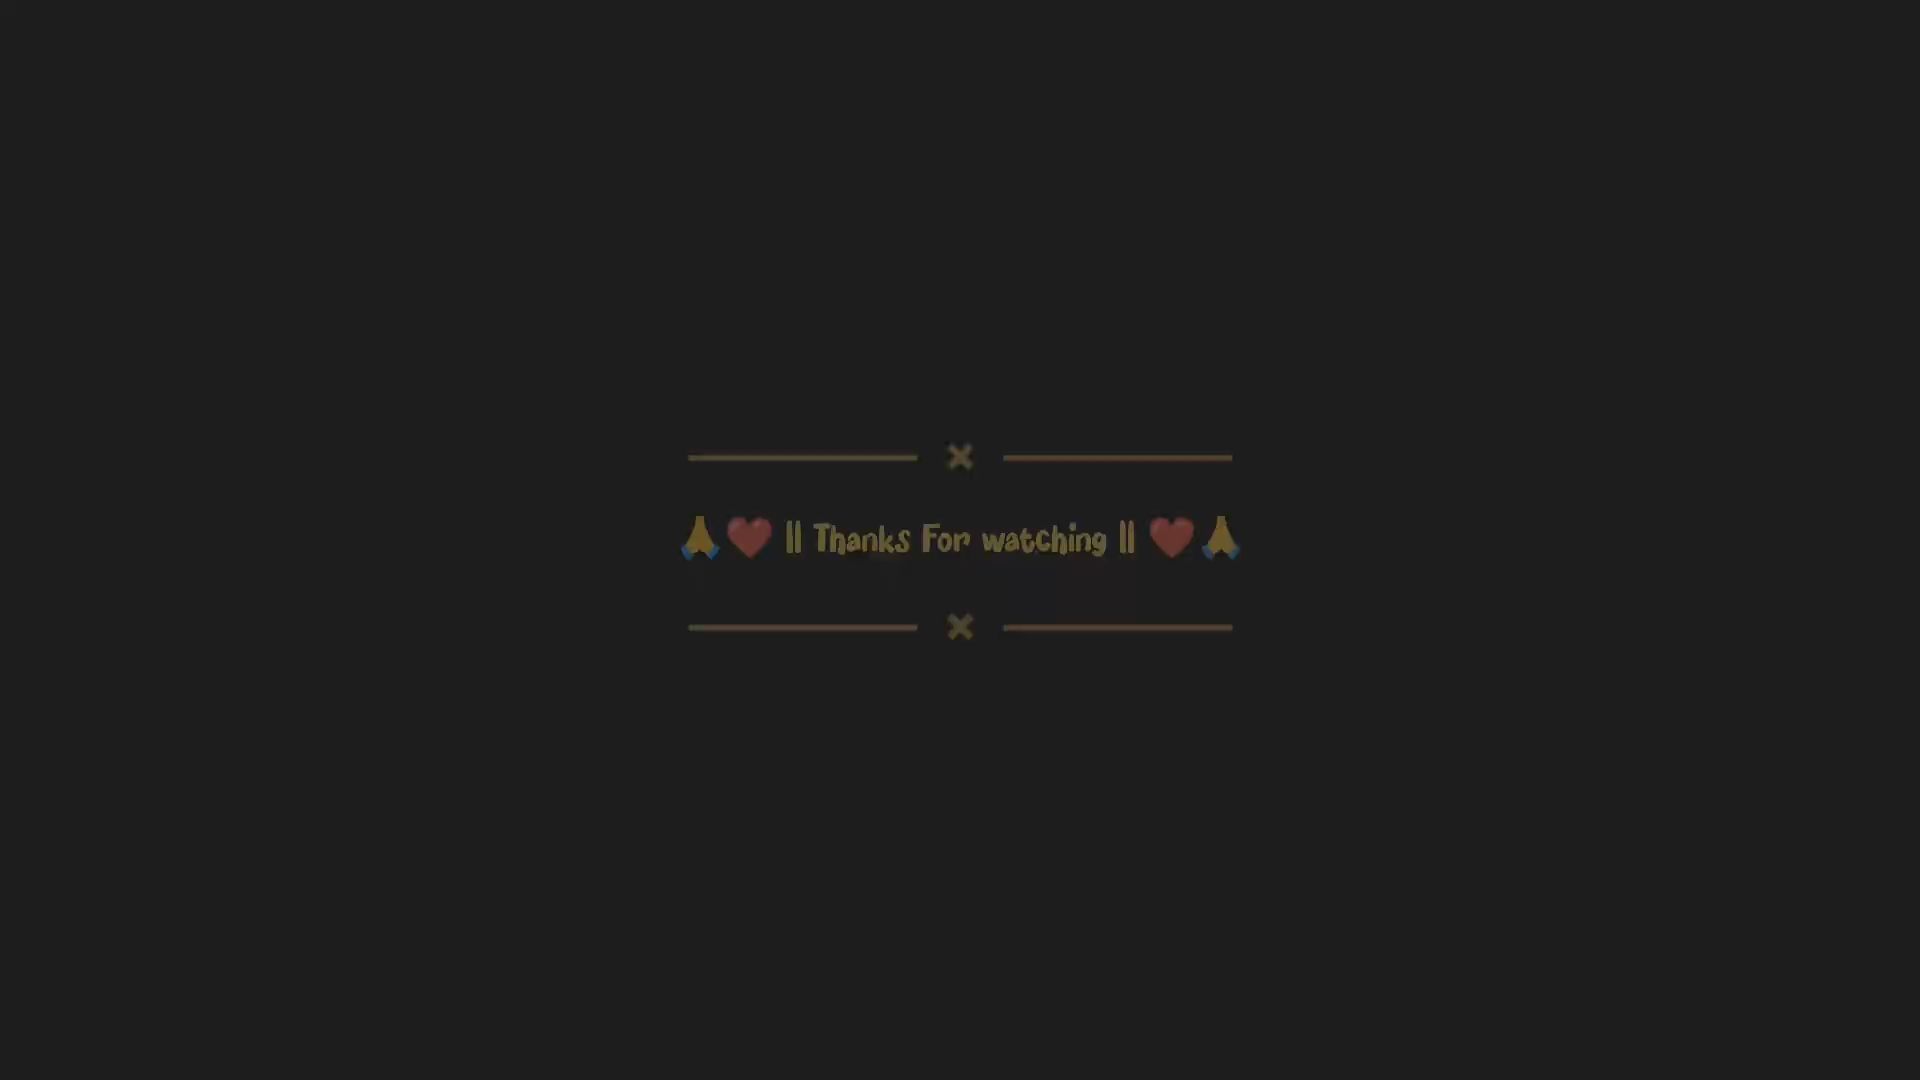 🙏❤️ || Thanks For watching || ❤️🙏